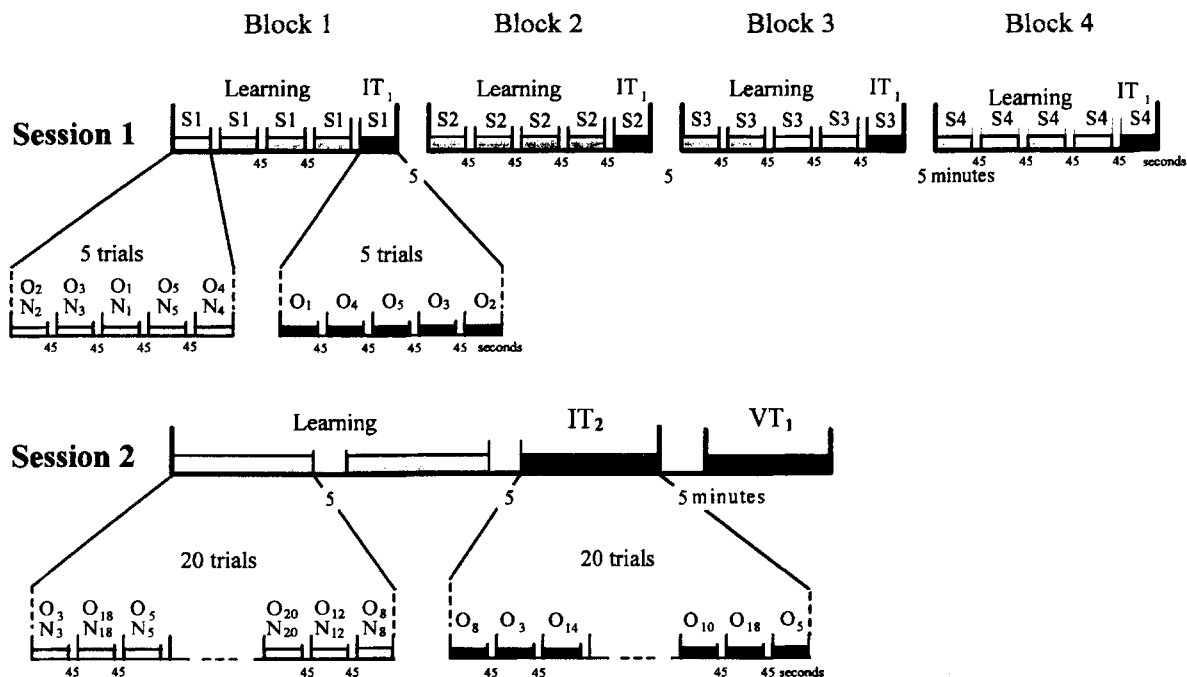 Block 1 Block 2 Block 3 Block 4
Learning IT1 Learning IT1 Learning IT1 Learning IT1
Session 1 S1 S1 S1 S1 S1 S2 S2 S2 S2 S2 S3 S3 S3 S3 S3 S4 S4 S4 S4 S4
45 45 45 45 45 45 45 45 45 45 45 45 45 45 seconds
5 5 5 minutes
5 trials 5 trials
O2 O3 O1 O5 O4
N2 N3 N1 N5 N4
O1 O4 O5 O3 O2
45 45 45 45 45 45 45 45 seconds
Learning IT2 VT1
Session 2
5 5 5 minutes
20 trials 20 trials
O3 O18 O5 O20 O12 O8
N3 N18 N5 N20 N12 N8
O8 O3 O14 O10 O18 O5
45 45 45 45 45 45 45 45 seconds